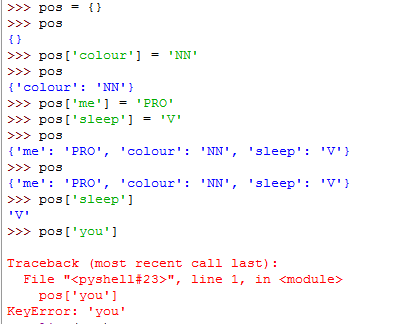 >>> pos = {}
>>> pos
{}
>>> pos['colour'] = 'NN'
>>> pos
{'colour': 'NN'}
>>> pos['me'] = 'PRO'
>>> pos['sleep'] = 'V'
>>> pos
{'me': 'PRO', 'colour': 'NN', 'sleep': 'V'}
>>> pos
{'me': 'PRO', 'colour': 'NN', 'sleep': 'V'}
>>> pos['sleep']
'V'
>>> pos['you']
Traceback (most recent call last):
  File "<pyshell#23>", line 1, in <module>
    pos['you']
KeyError: 'you'